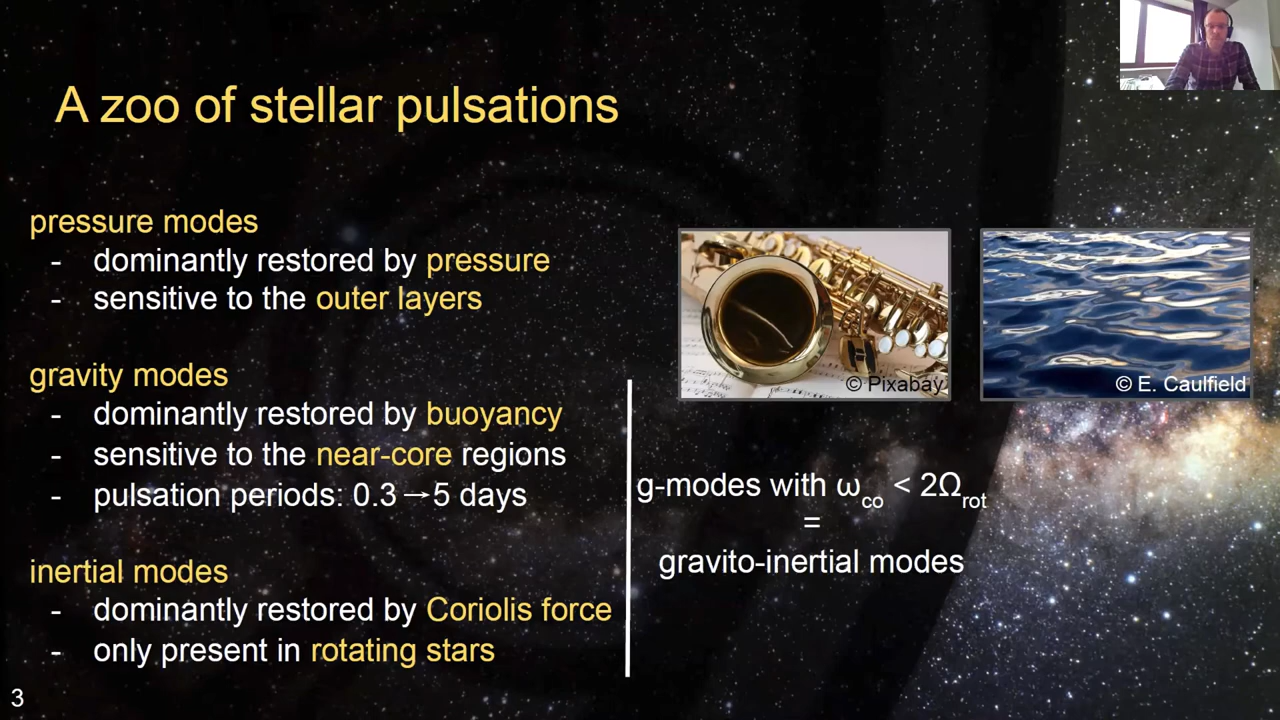 A zoo of stellar pulsations
pressure modes
- dominantly restored by pressure
- sensitive to the outer layers
gravity modes
- dominantly restored by buoyancy
- sensitive to the near-core regions
- pulsation periods: 0.3→5 days
inertial modes
- dominantly restored by Coriolis force
- only present in rotating stars
© Pixabay
© E. Caulfield
g-modes with ω_co < 2Ω_rot
=
gravito-inertial modes
3